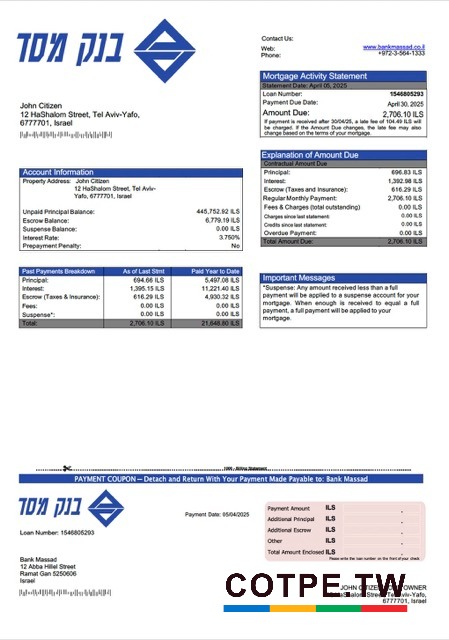 בנק מסד
Contact Us:
Web: www.bankmassad.co.il
Phone: +972-3-564-1333
Mortgage Activity Statement
Statement Date: April 05, 2025
Loan Number: 1546805293
Payment Due Date: April 30, 2025
Amount Due: 2,706.10 ILS
If payment is received after 30/04/25, a late fee of 104.49 ILS will
be charged. If the Amount Due changes, the late fee may also
change based on the terms of your mortgage.
John Citizen
12 HaShalom Street, Tel Aviv-Yafo,
6777701, Israel
Explanation of Amount Due
Contractual Amount Due
Principal: 696.83 ILS
Interest: 1,392.98 ILS
Escrow (Taxes and Insurance): 616.29 ILS
Regular Monthly Payment: 2,706.10 ILS
Fees & Charges (total outstanding) 0.00 ILS
Charges since last statement: 0.00 ILS
Credits since last statement: 0.00 ILS
Overdue Payment: 0.00 ILS
Total Amount Due: 2,706.10 ILS
Account Information
Property Address: John Citizen
12 HaShalom Street, Tel Aviv-
Yafo, 6777701, Israel
Unpaid Principal Balance: 445,752.92 ILS
Escrow Balance: 6,779.19 ILS
Suspense Balance: 0.00 ILS
Interest Rate: 3.750%
Prepayment Penalty: No
Past Payments Breakdown As of Last Stmt Paid Year to Date
Principal: 694.66 ILS 5,497.08 ILS
Interest: 1,395.15 ILS 11,221.40 ILS
Escrow (Taxes & Insurance): 616.29 ILS 4,930.32 ILS
Fees: 0.00 ILS 0.00 ILS
Suspense*: 0.00 ILS 0.00 ILS
Total: 2,706.10 ILS 21,648.80 ILS
Important Messages
*Suspense: Any amount received less than a full
payment will be applied to a suspense account for your
mortgage. When enough is received to equal a full
payment, a full payment will be applied to your
mortgage.
Billing Statement
PAYMENT COUPON – Detach and Return With Your Payment Made Payable to: Bank Massad
בנק מסד
Payment Date: 05/04/2025
Loan Number: 1546805293
Payment Amount ILS
Additional Principal ILS
Additional Escrow ILS
Other ILS
Total Amount Enclosed ILS
Please write the loan number on the front of your check
Bank Massad
12 Abba Hillel Street
Ramat Gan 5250606
Israel
COTPE.TW
JOHN CITIZEN OWNER
HaShalom Street, Tel Aviv-Yafo,
6777701, Israel